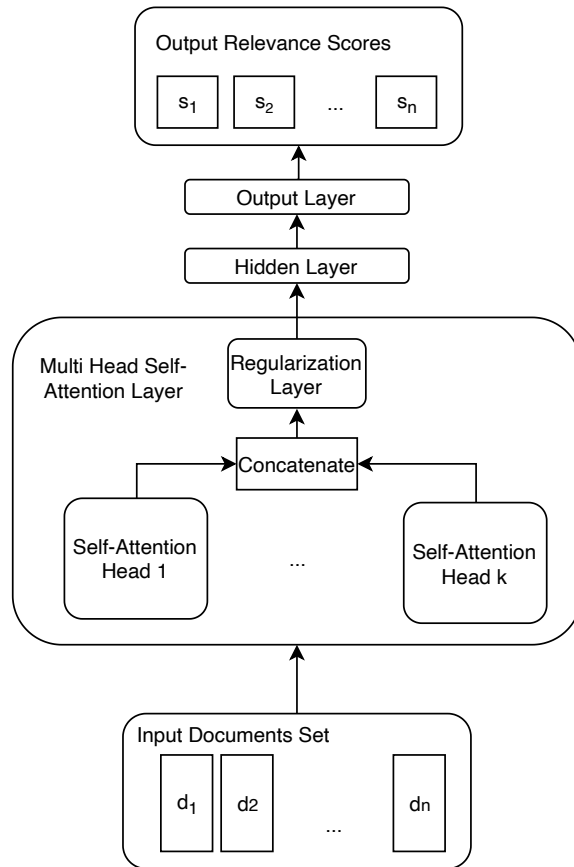 Output Relevance Scores
s₁ s₂ ... sₙ
Output Layer
Hidden Layer
Multi Head Self-
Attention Layer
Regularization
Layer
Concatenate
Self-Attention
Head 1
...
Self-Attention
Head k
Input Documents Set
d₁ d₂ ... dn